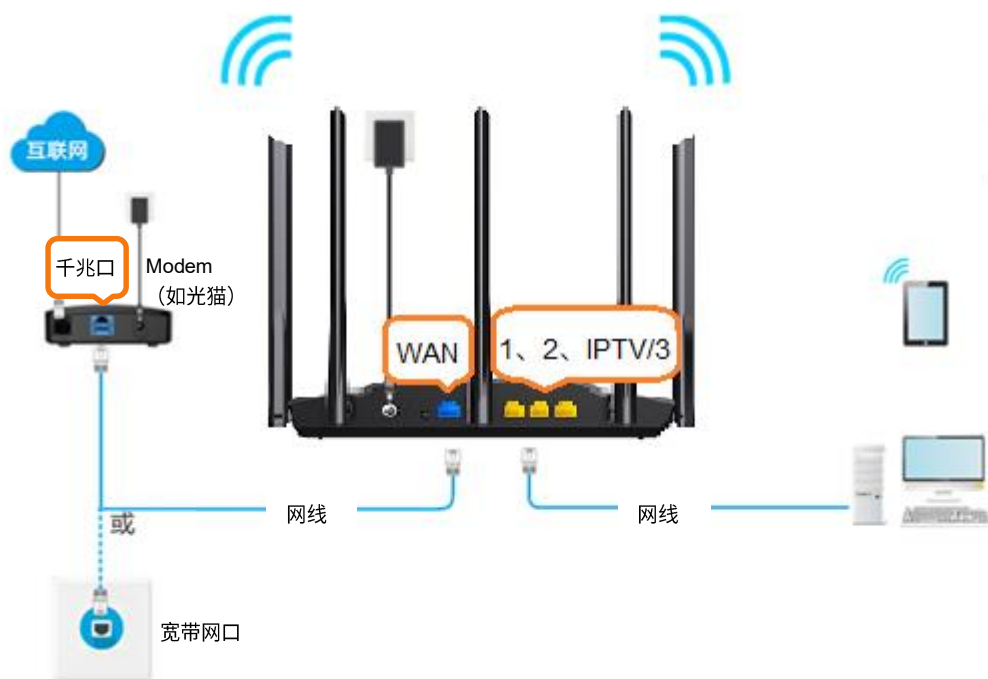 互联网
千兆口
Modem
（如光猫）
WAN
1、2、IPTV/3
网线
网线
或
宽带网口